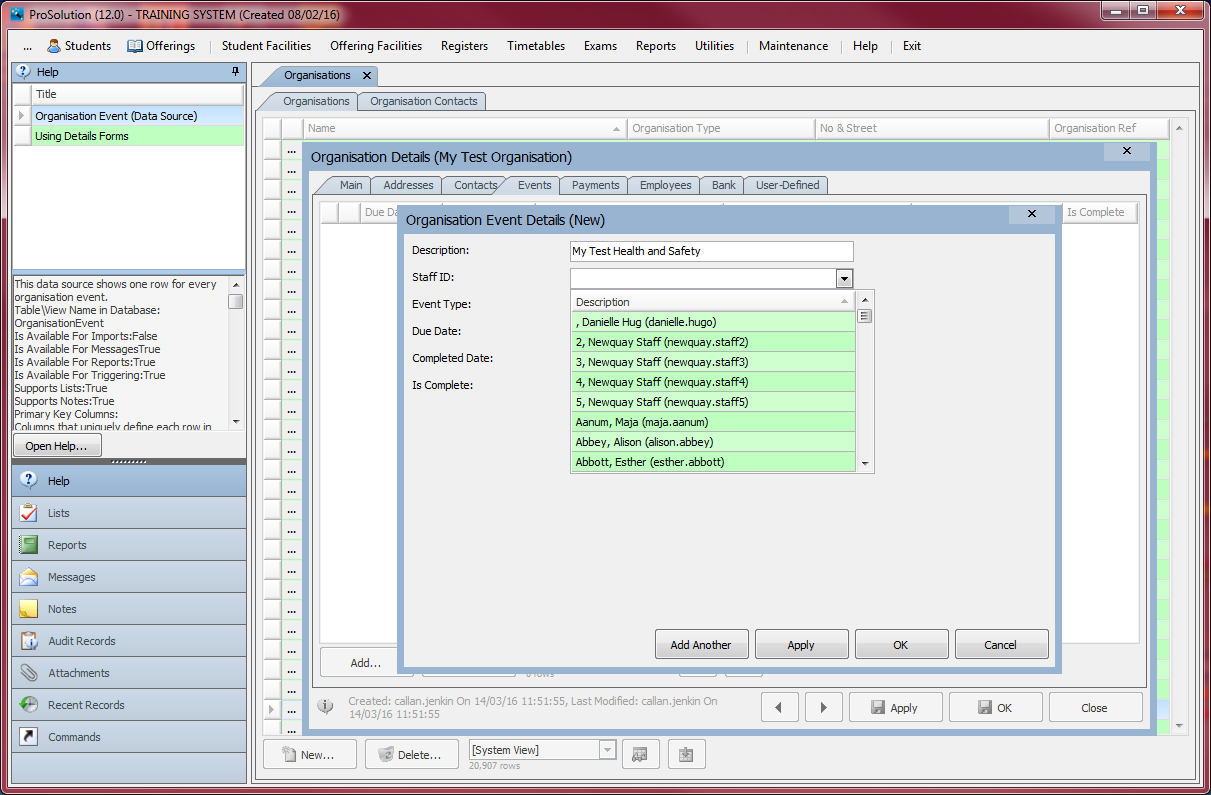 ProSolution (12.0) - TRAINING SYSTEM (Created 08/02/16)
... Students Offerings Student Facilities Offering Facilities Registers Timetables Exams Reports Utilities Maintenance Help Exit
Help
Title
Organisation Event (Data Source)
Using Details Forms
This data source shows one row for every
organisation event.
Table\View Name in Database:
OrganisationEvent
Is Available For Imports:False
Is Available For MessagesTrue
Is Available For Reports:True
Is Available For Triggering:True
Supports Lists:True
Supports Notes:True
Primary Key Columns:
Columns that uniquely define each row in
Open Help...
Help
Lists
Reports
Messages
Notes
Audit Records
Attachments
Recent Records
Commands
Organisations
Organisations Organisation Contacts
Name Organisation Type No & Street Organisation Ref
Organisation Details (My Test Organisation)
Main Addresses Contacts Events Payments Employees Bank User-Defined
Due Da Is Complete
Organisation Event Details (New)
Description: My Test Health and Safety
Staff ID:
Event Type:
Due Date:
Completed Date:
Is Complete:
Description
, Danielle Hug (danielle.hugo)
2, Newquay Staff (newquay.staff2)
3, Newquay Staff (newquay.staff3)
4, Newquay Staff (newquay.staff4)
5, Newquay Staff (newquay.staff5)
Aanum, Maja (maja.aanum)
Abbey, Alison (alison.abbey)
Abbott, Esther (esther.abbott)
Add Another Apply OK Cancel
Add...
0 rows
Created: callan.jenkin On 14/03/16 11:51:55, Last Modified: callan.jenkin On
14/03/16 11:51:55
Apply OK Close
New... Delete... [System View]
20,907 rows